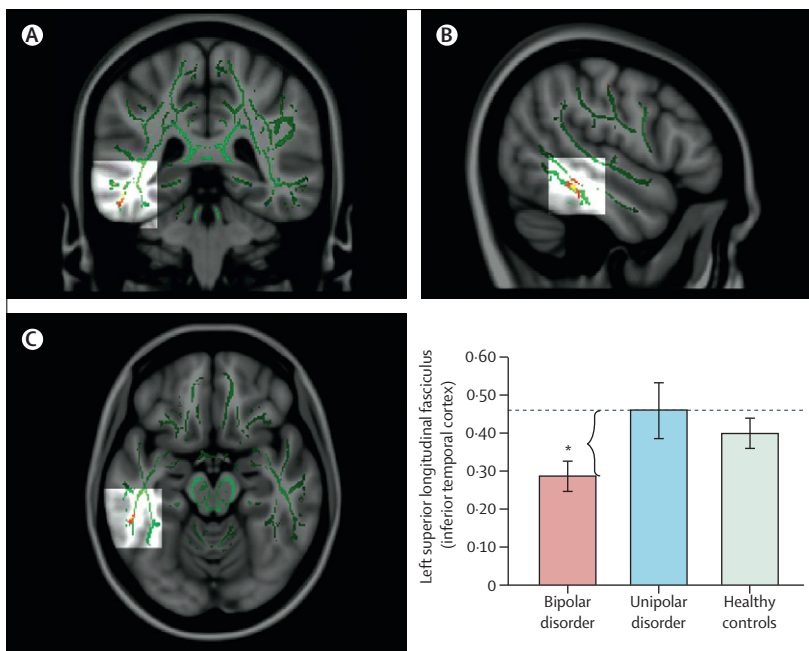 A
B
C
Left superior longitudinal fasciculus
(inferior temporal cortex)
0·60
0·50
0·40
0·30
0·20
0·10
0
*
Bipolar
disorder
Unipolar
disorder
Healthy
controls